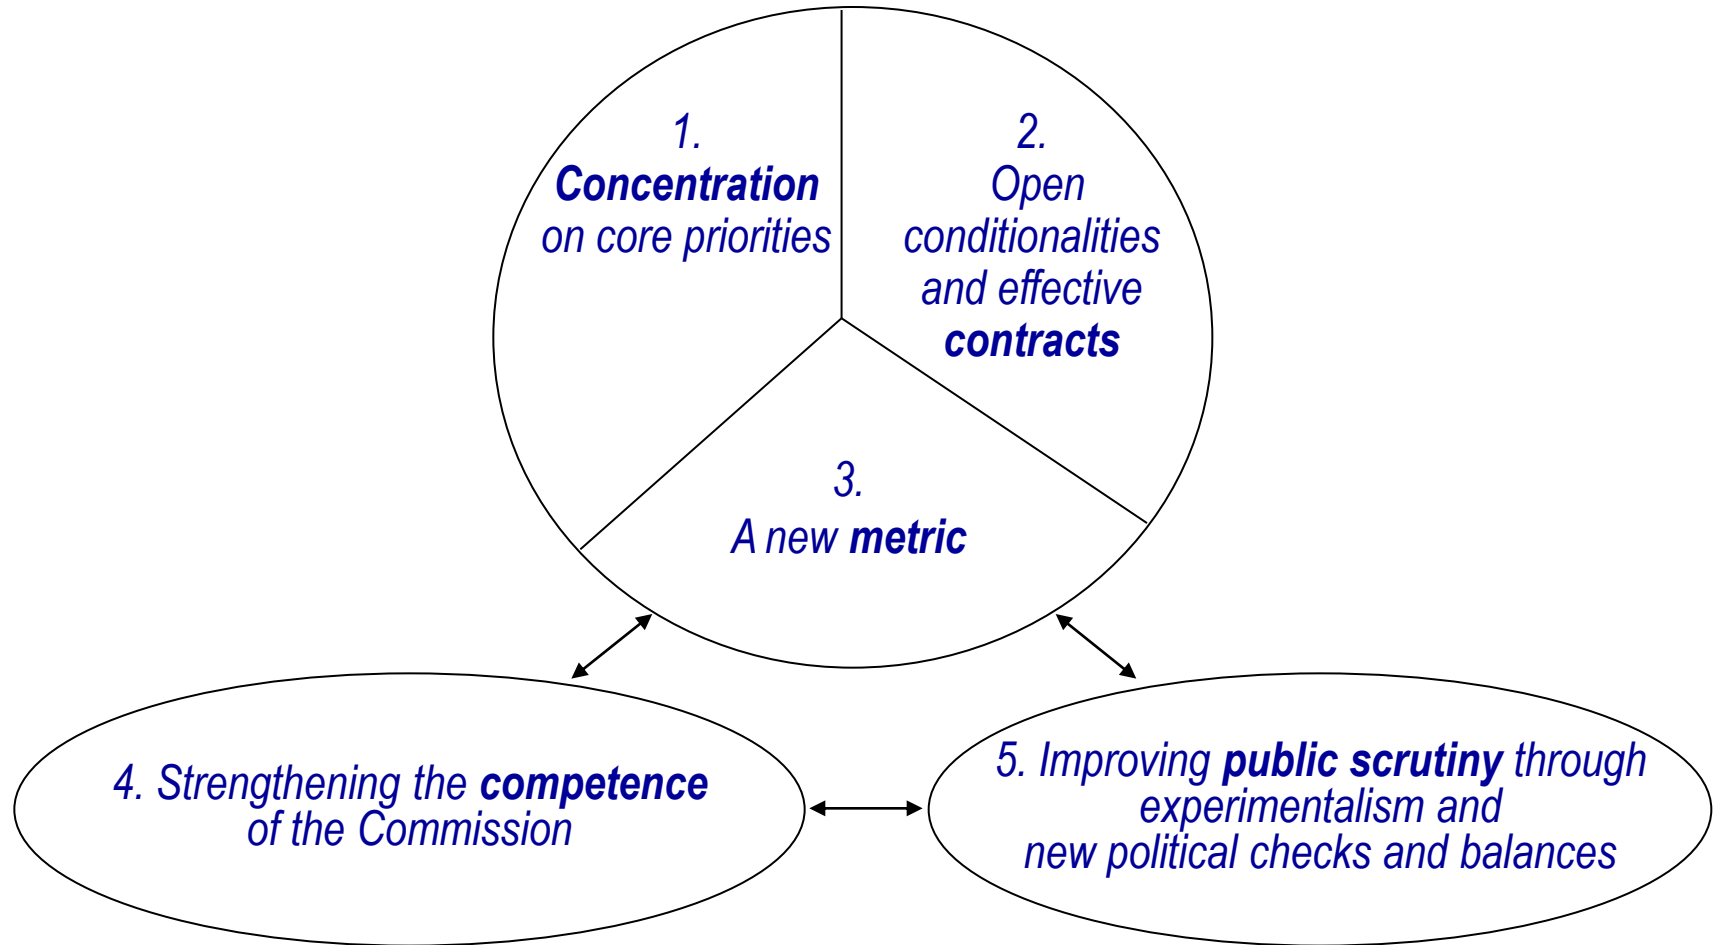 1.
Concentration
on core priorities
2.
Open
conditionalities
and effective
contracts
3.
A new metric
4. Strengthening the competence
of the Commission
5. Improving public scrutiny through
experimentalism and
new political checks and balances